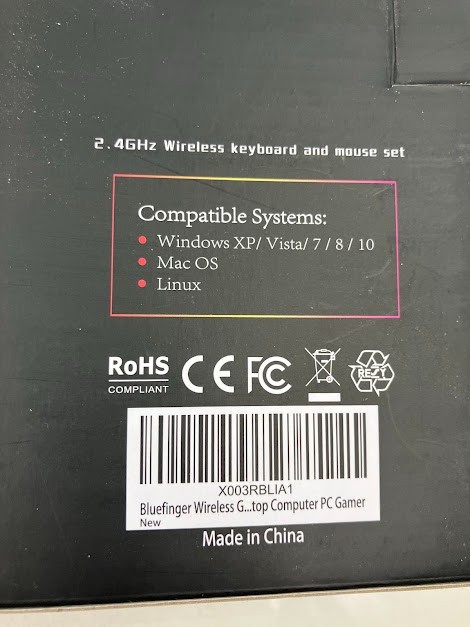 2.4GHz Wireless keyboard and mouse set
Compatible Systems:
Windows XP/ Vista/ 7 / 8 / 10
Mac OS
Linux
RoHS
COMPLIANT
CE FC
RESY
X003RBLIA1
Bluefinger Wireless G...top Computer PC Gamer
New
Made in China